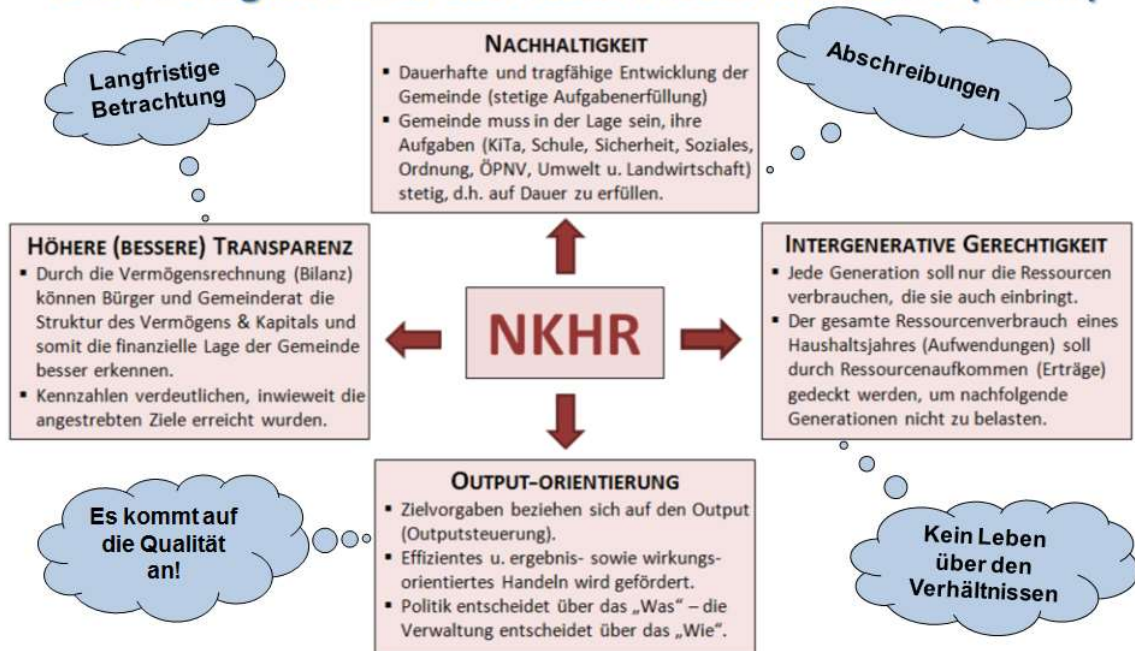 NACHHALTIGKEIT
▪ Dauerhafte und tragfähige Entwicklung der
Gemeinde (stetige Aufgabenerfüllung)
▪ Gemeinde muss in der Lage sein, ihre
Aufgaben (KiTa, Schule, Sicherheit, Soziales,
Ordnung, ÖPNV, Umwelt u. Landwirtschaft)
stetig, d.h. auf Dauer zu erfüllen.
Langfristige
Betrachtung
Abschreibungen
HÖHERE (BESSERE) TRANSPARENZ
▪ Durch die Vermögensrechnung (Bilanz)
können Bürger und Gemeinderat die
Struktur des Vermögens & Kapitals und
somit die finanzielle Lage der Gemeinde
besser erkennen.
▪ Kennzahlen verdeutlichen, inwieweit die
angestrebten Ziele erreicht wurden.
NKHR
INTERGENERATIVE GERECHTIGKEIT
▪ Jede Generation soll nur die Ressourcen
verbrauchen, die sie auch einbringt.
▪ Der gesamte Ressourcenverbrauch eines
Haushaltsjahres (Aufwendungen) soll
durch Ressourcenaufkommen (Erträge)
gedeckt werden, um nachfolgende
Generationen nicht zu belasten.
Es kommt auf
die Qualität
an!
OUTPUT-ORIENTIERUNG
▪ Zielvorgaben beziehen sich auf den Output
(Outputsteuerung).
▪ Effizientes u. ergebnis- sowie wirkungs-
orientiertes Handeln wird gefördert.
▪ Politik entscheidet über das „Was“ – die
Verwaltung entscheidet über das „Wie“.
Kein Leben
über den
Verhältnissen